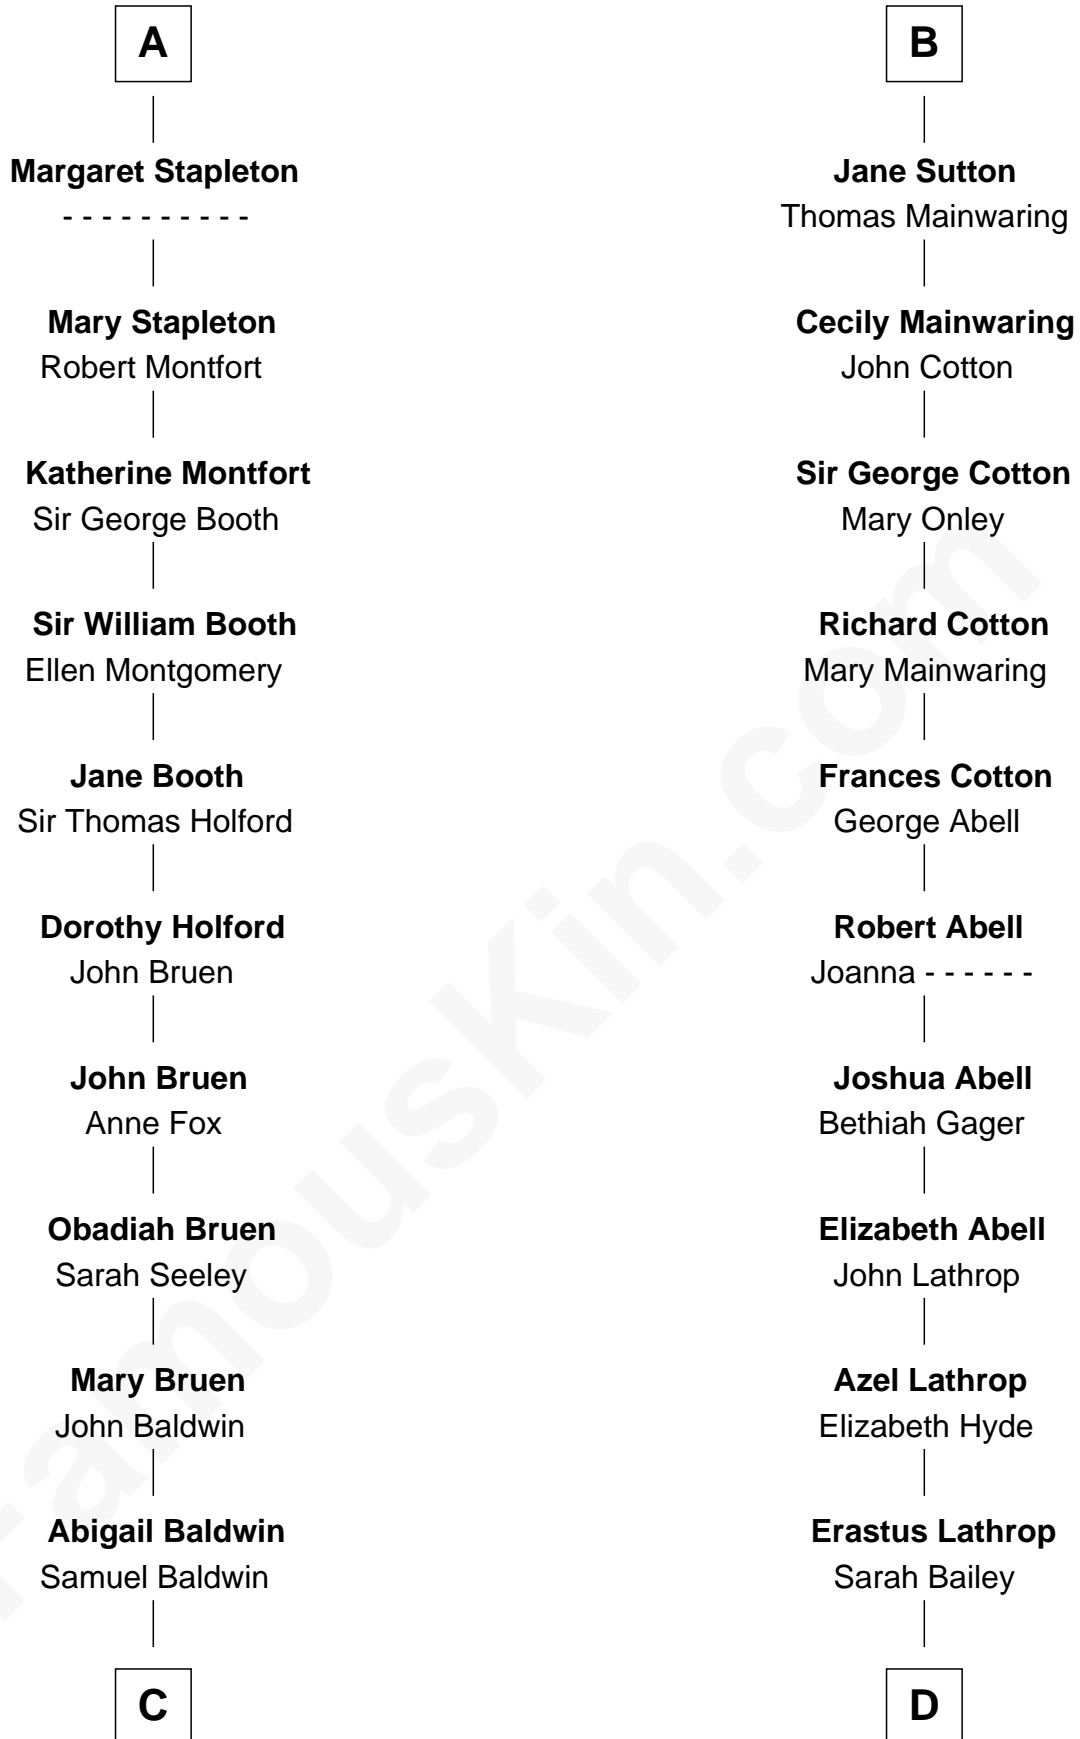 A
Margaret Stapleton
- - - - - - - - - -
Mary Stapleton
Robert Montfort
Katherine Montfort
Sir George Booth
Sir William Booth
Ellen Montgomery
Jane Booth
Sir Thomas Holford
Dorothy Holford
John Bruen
John Bruen
Anne Fox
Obadiah Bruen
Sarah Seeley
Mary Bruen
John Baldwin
Abigail Baldwin
Samuel Baldwin
C
B
Jane Sutton
Thomas Mainwaring
Cecily Mainwaring
John Cotton
Sir George Cotton
Mary Onley
Richard Cotton
Mary Mainwaring
Frances Cotton
George Abell
Robert Abell
Joanna - - - - - -
Joshua Abell
Bethiah Gager
Elizabeth Abell
John Lathrop
Azel Lathrop
Elizabeth Hyde
Erastus Lathrop
Sarah Bailey
D
FamousKin.com